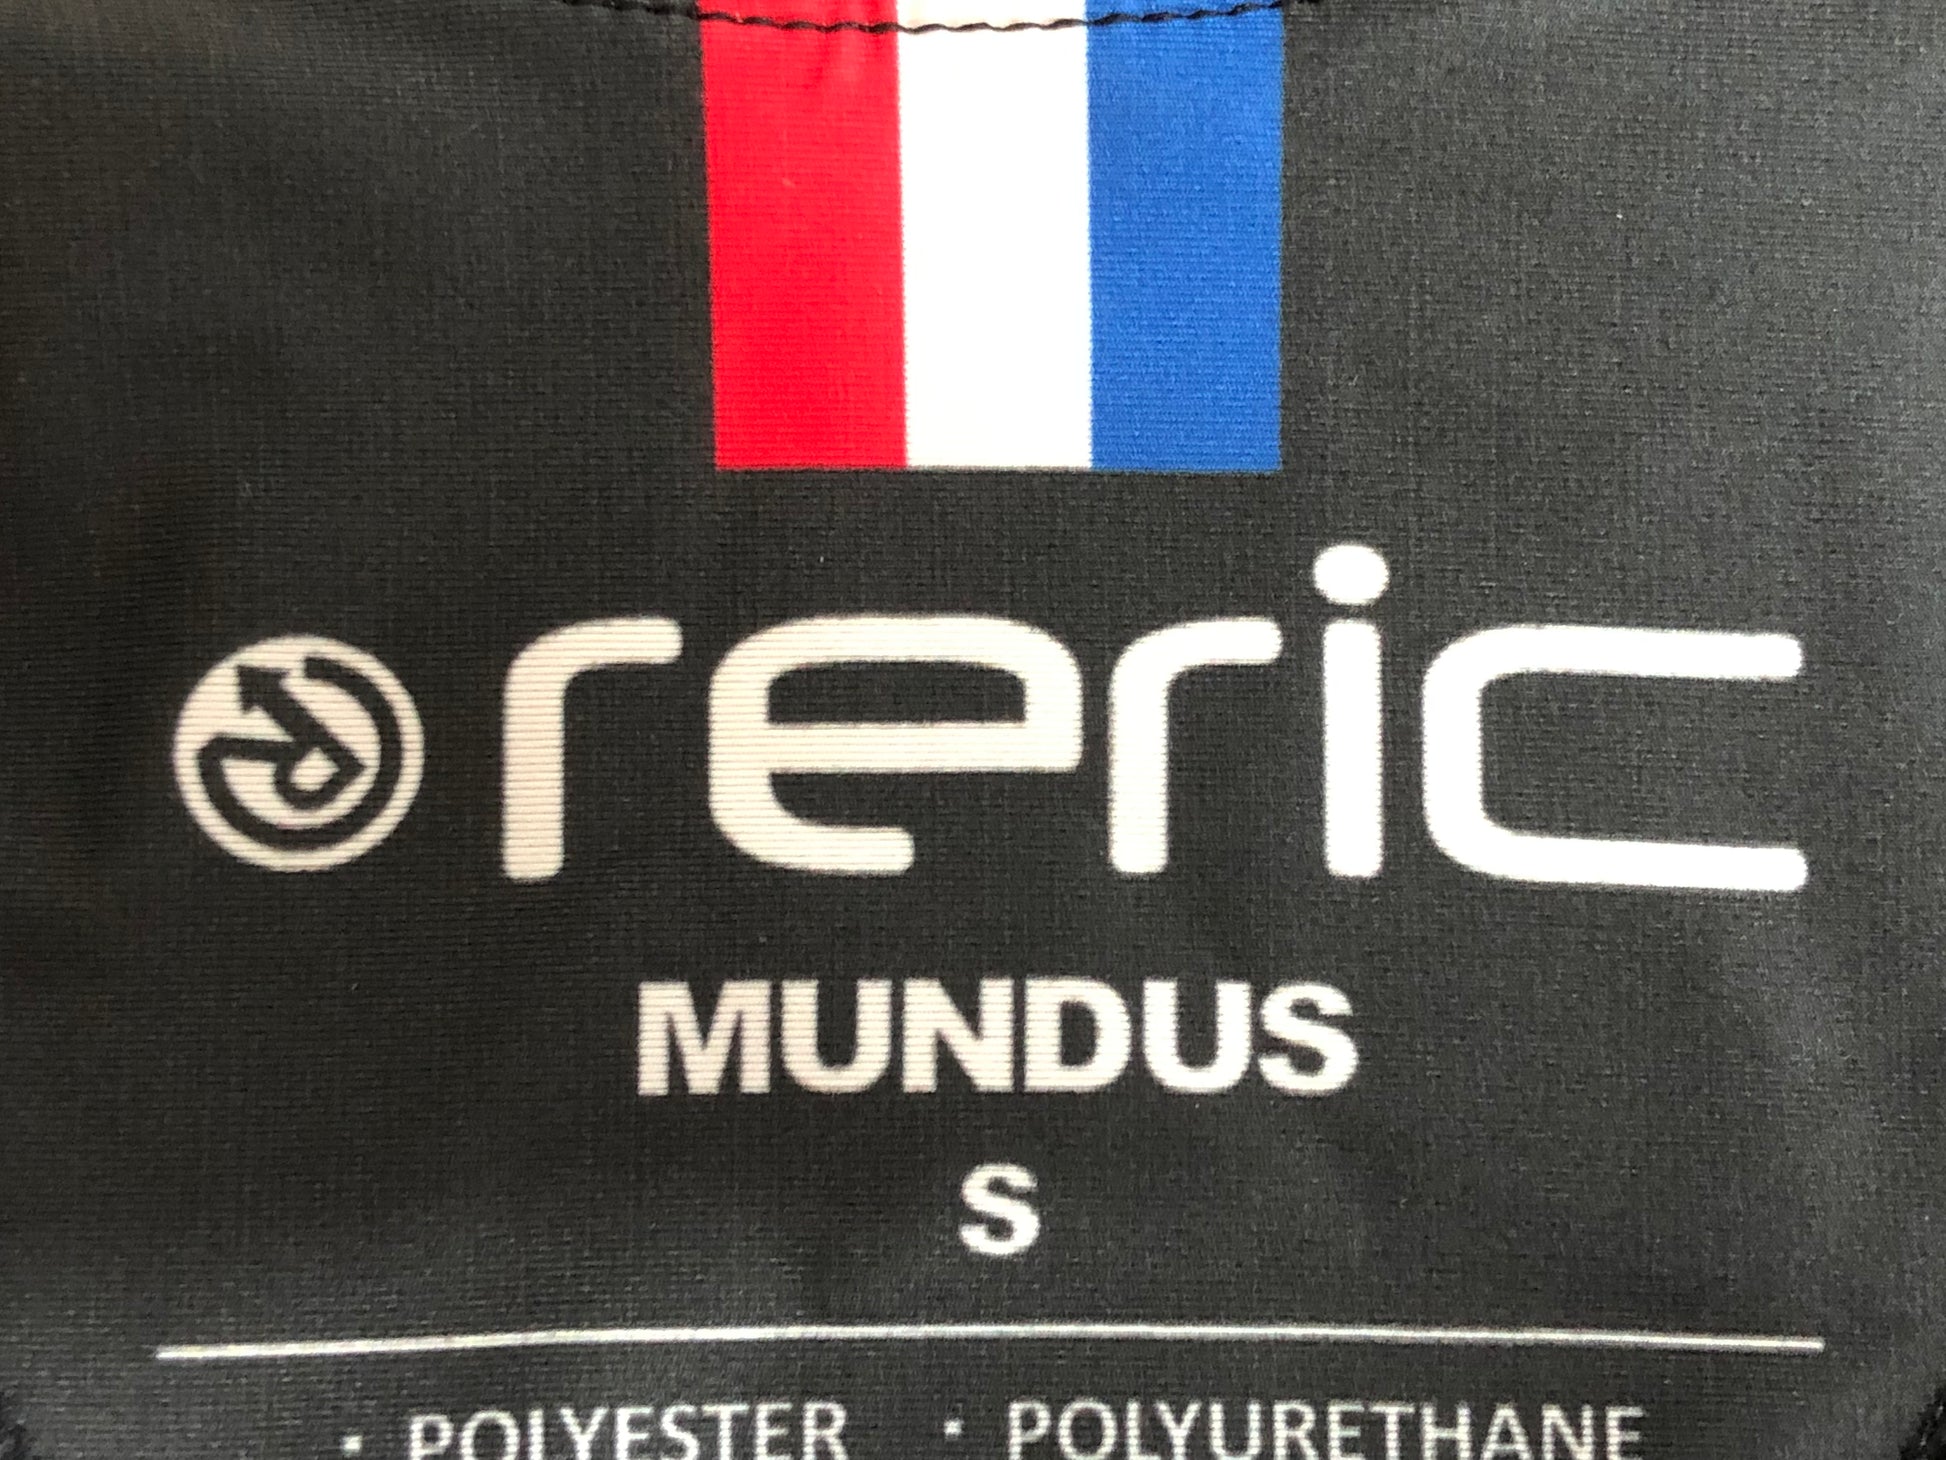 reric
MUNDUS
S
· POLYESTER · POLYURETHANE